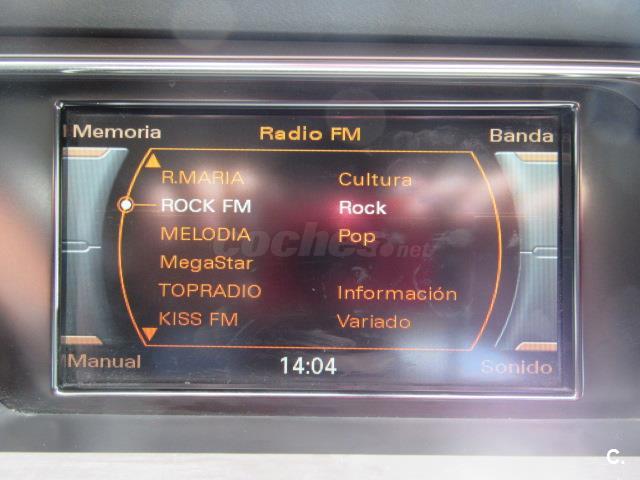 Memoria Radio FM Banda
R.MARIA Cultura
ROCK FM Rock
MELODIA Pop
coches.net
MegaStar
TOPRADIO Información
KISS FM Variado
Manual 14:04 Sonido
C.